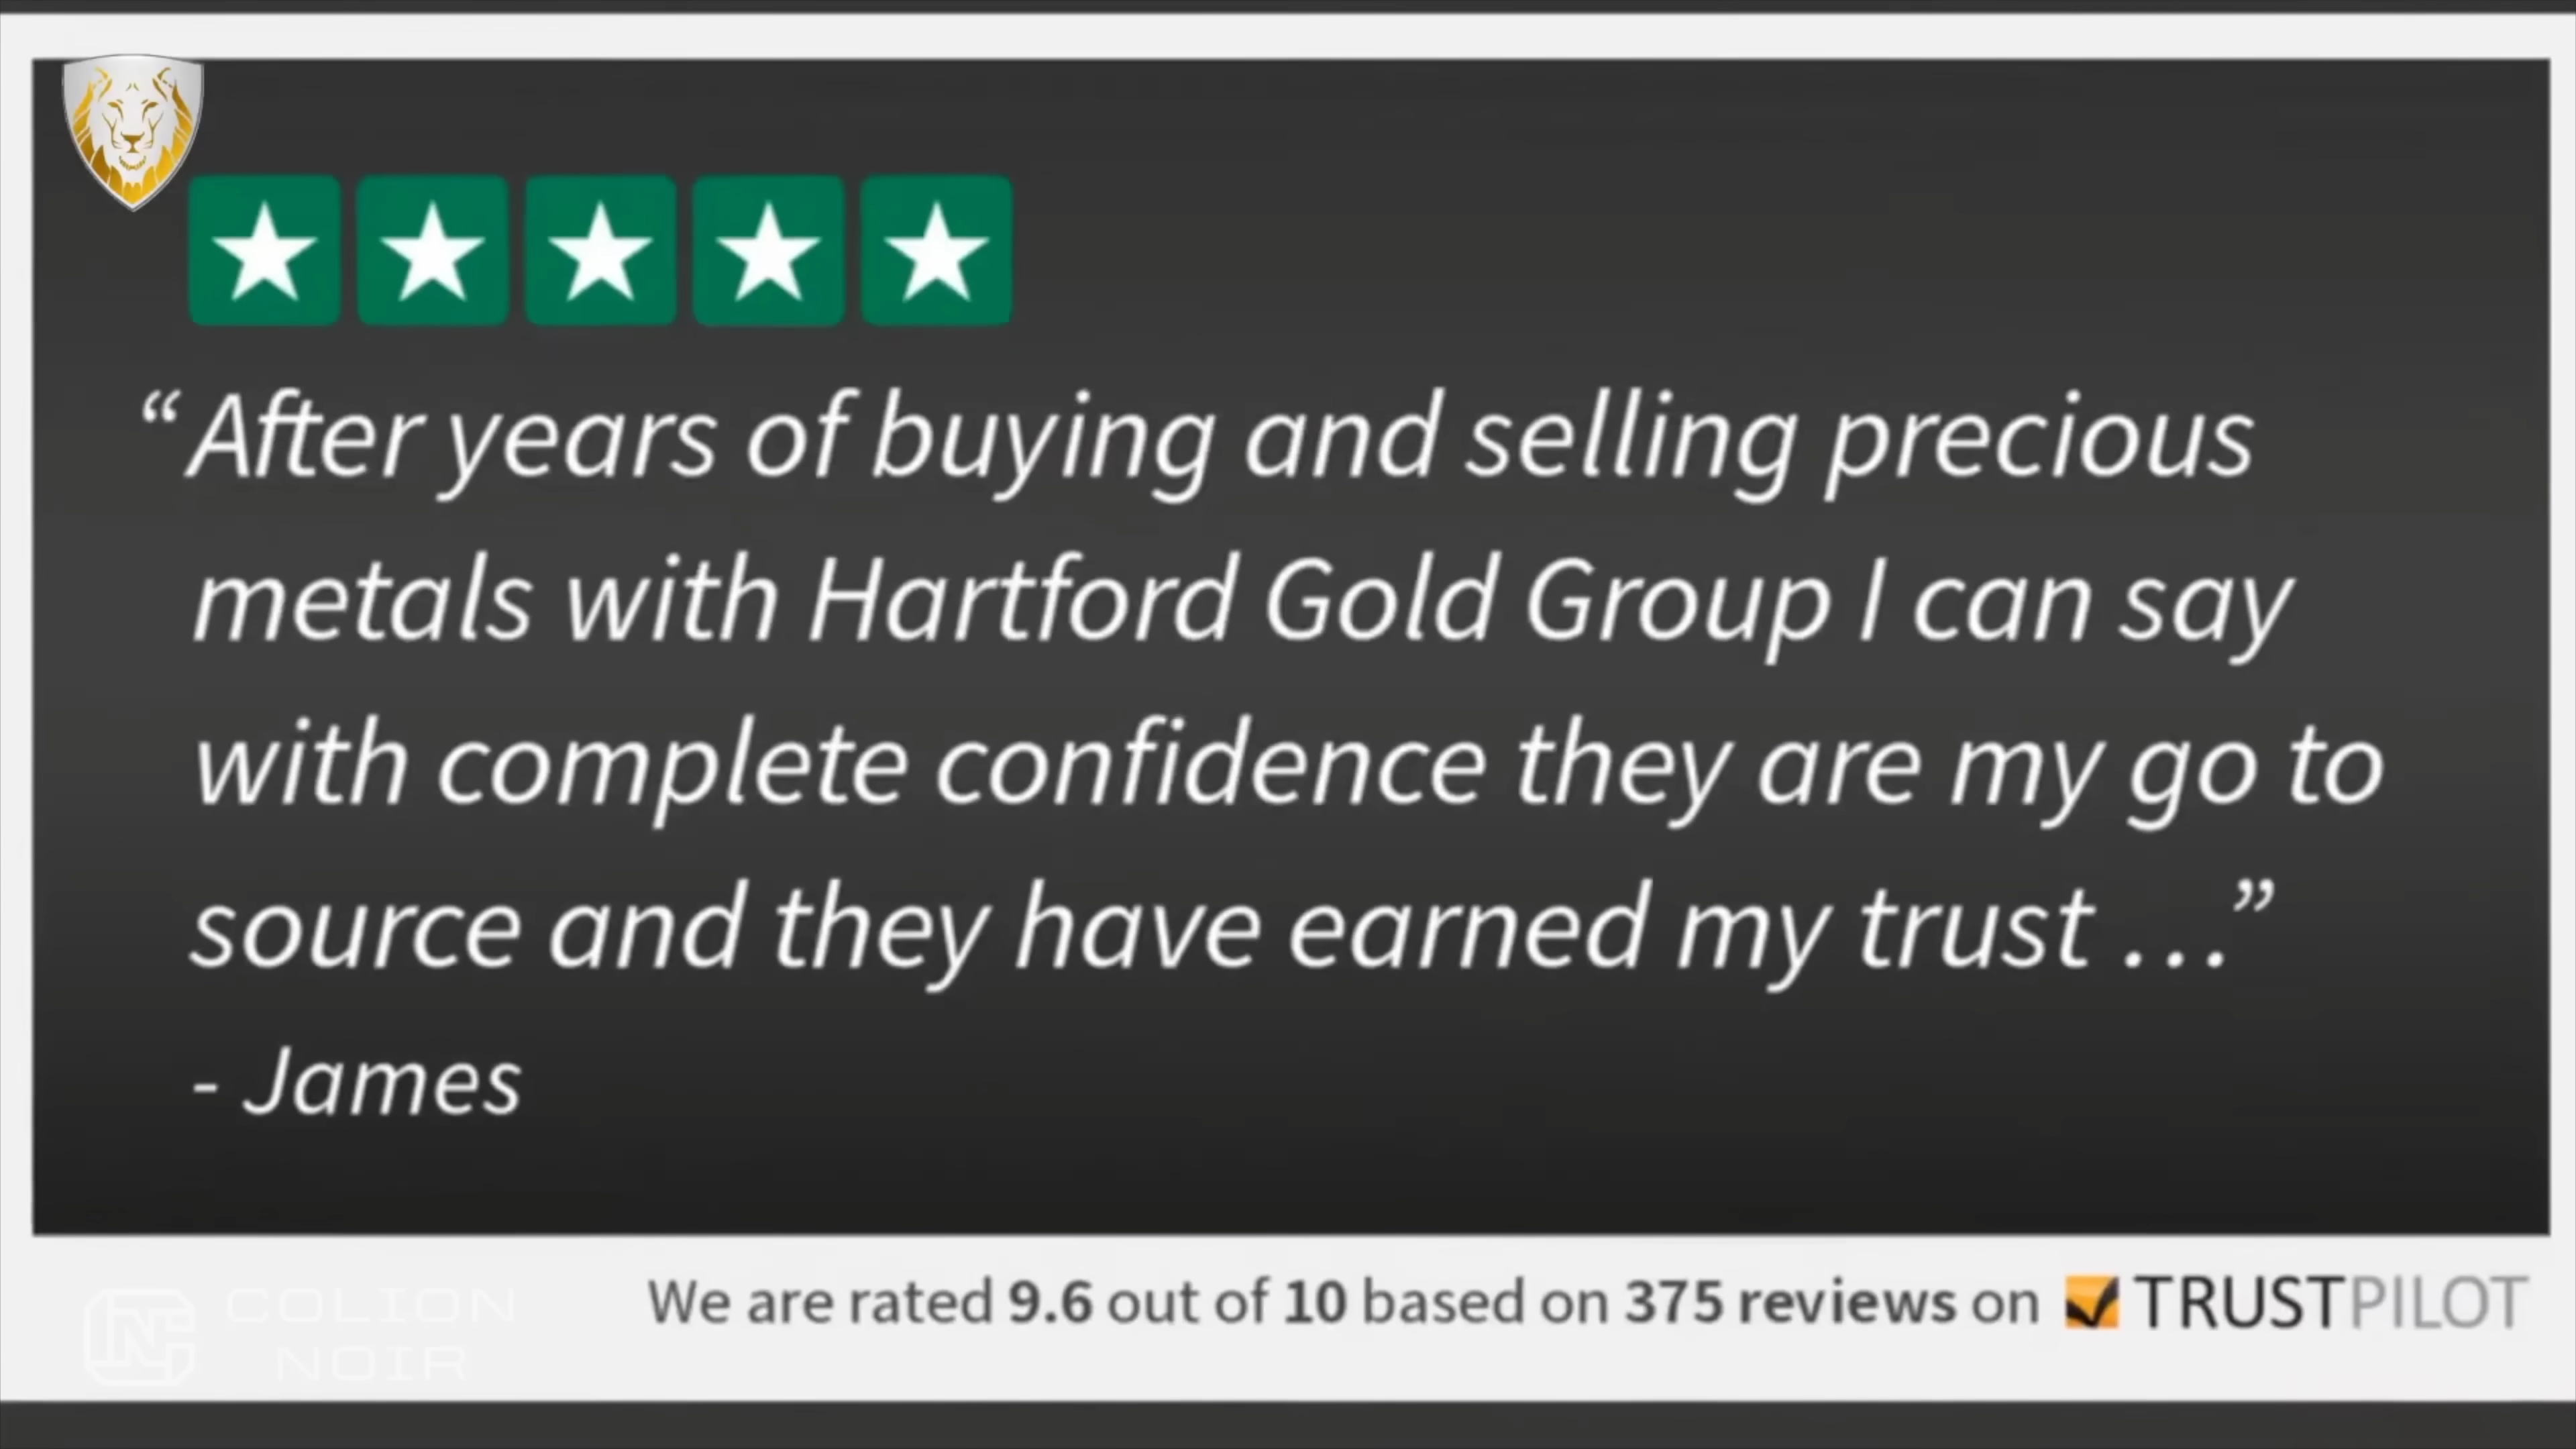 “ After years of buying and selling precious
metals with Hartford Gold Group I can say
with complete confidence they are my go to
source and they have earned my trust …”
- James
We are rated 9.6 out of 10 based on 375 reviews on TRUSTPILOT
COLION
NOIR